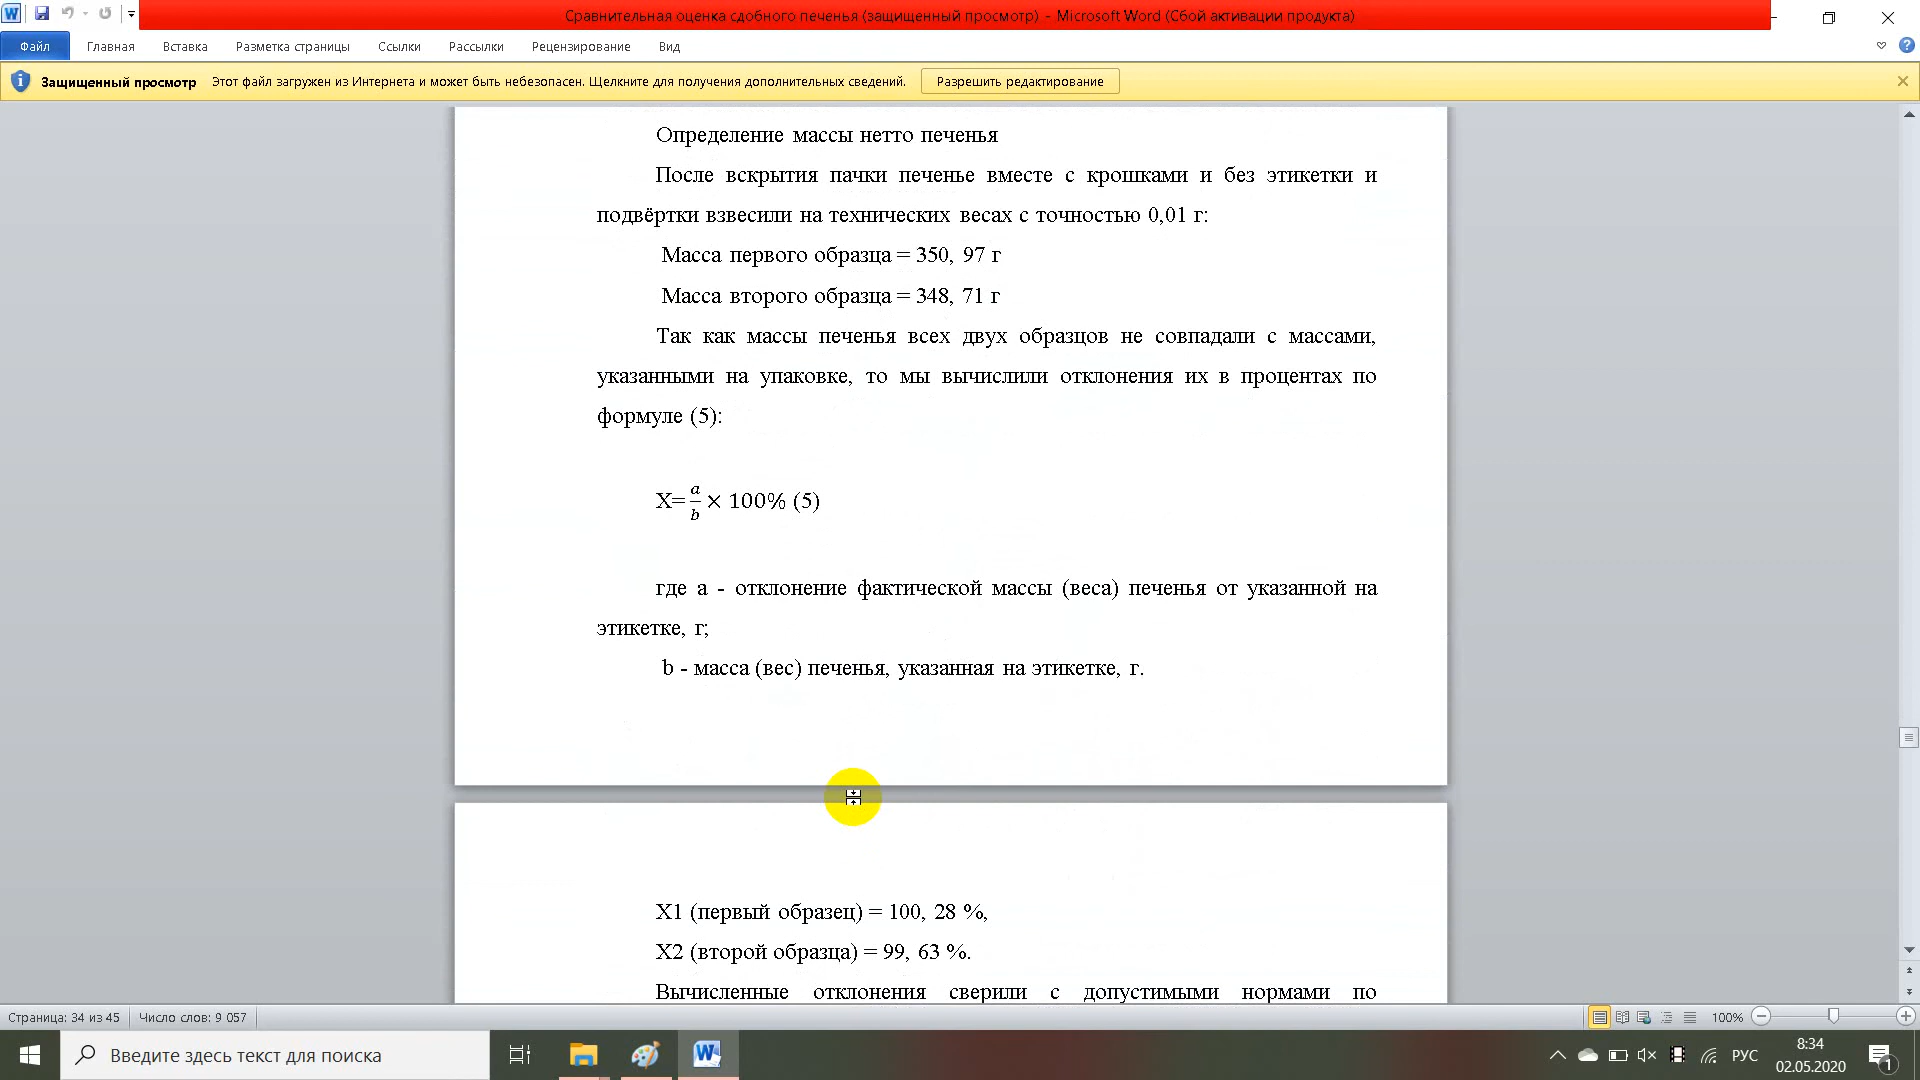 Сравнительная оценка сдобного печенья (защищенный просмотр) - Microsoft Word (Сбой активации продукта)
Файл Главная Вставка Разметка страницы Ссылки Рассылки Рецензирование Вид
Защищенный просмотр Этот файл загружен из Интернета и может быть небезопасен. Щелкните для получения дополнительных сведений. Разрешить редактирование
Определение массы нетто печенья
После вскрытия пачки печенье вместе с крошками и без этикетки и
подвёртки взвесили на технических весах с точностью 0,01 г:
Масса первого образца = 350, 97 г
Масса второго образца = 348, 71 г
Так как массы печенья всех двух образцов не совпадали с массами,
указанными на упаковке, то мы вычислили отклонения их в процентах по
формуле (5):
X=a/b × 100% (5)
где a - отклонение фактической массы (веса) печенья от указанной на
этикетке, г;
b - масса (вес) печенья, указанная на этикетке, г.
X1 (первый образец) = 100, 28 %,
X2 (второй образца) = 99, 63 %.
Вычисленные отклонения сверили с допустимыми нормами по
Страница: 34 из 45 Число слов: 9 057 100%
Введите здесь текст для поиска РУС 8:34
02.05.2020 1